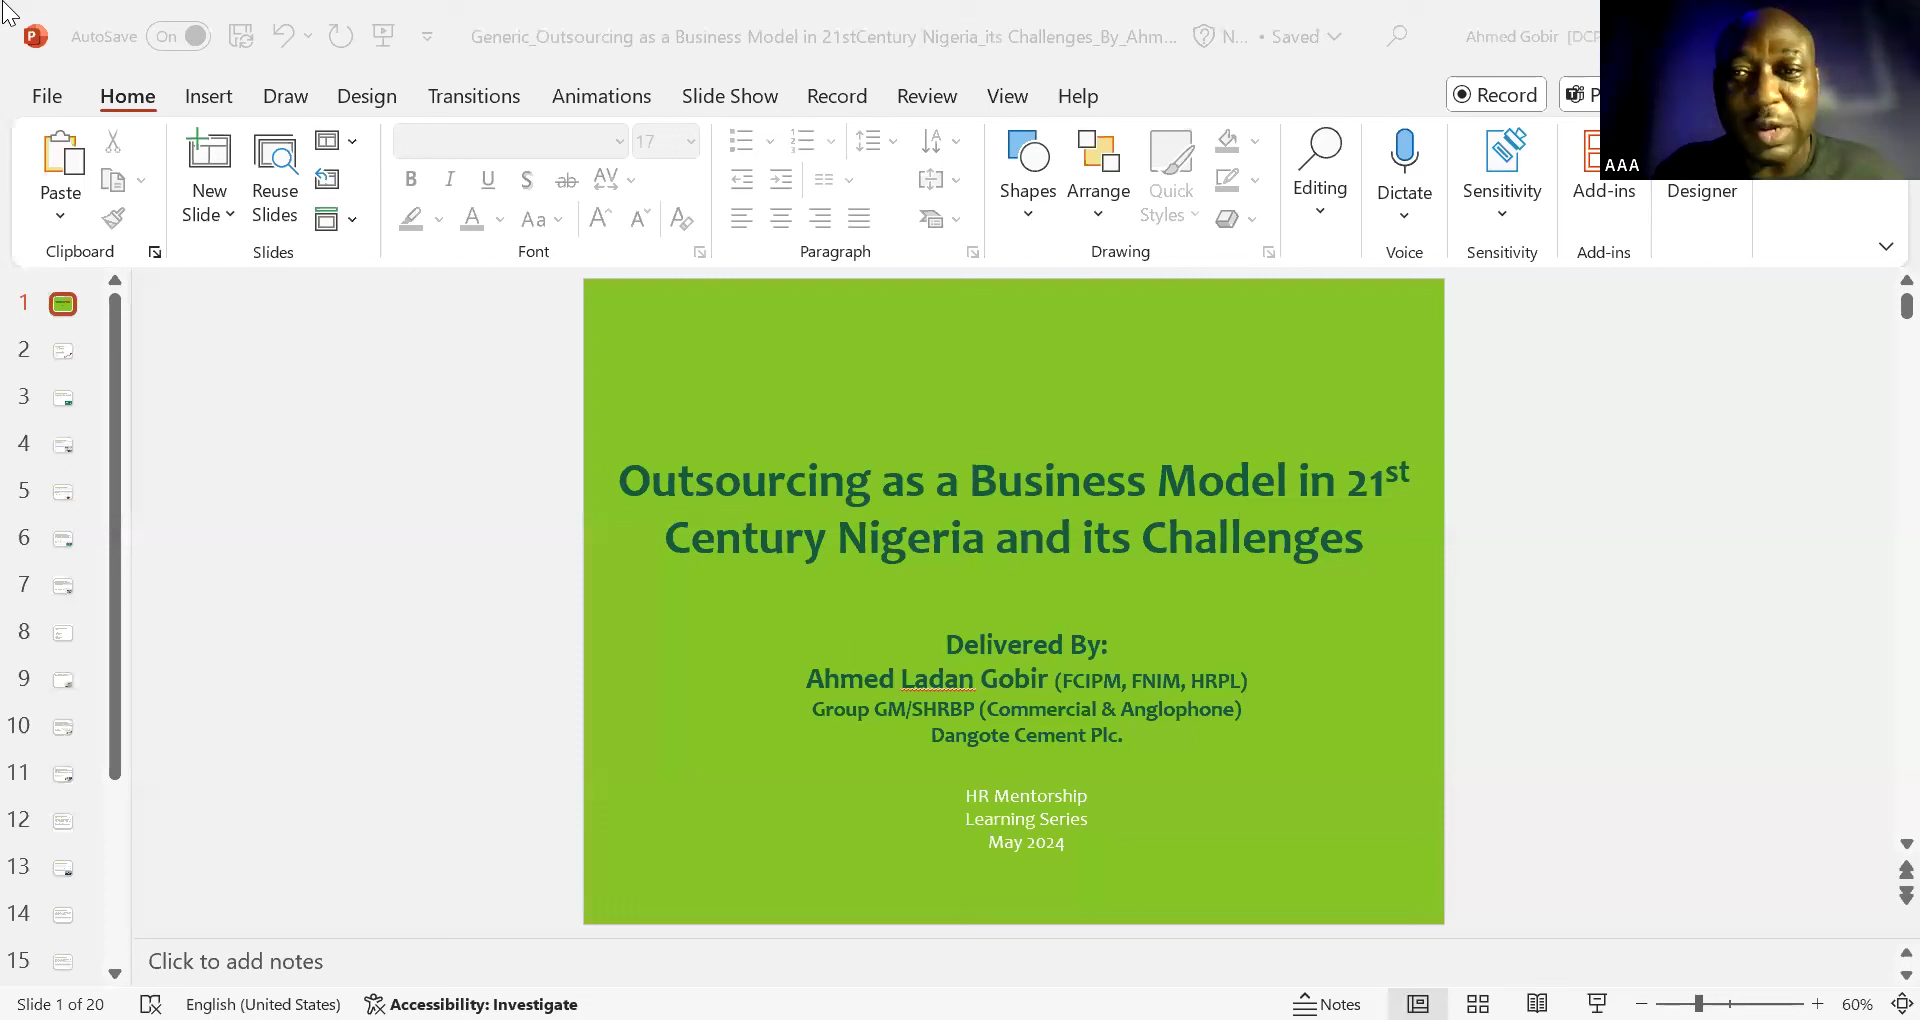 AutoSave On Generic_Outsourcing as a Business Model in 21stCentury Nigeria_its Challenges_By_Ahm... N... • Saved Ahmed Gobir [DCP
File Home Insert Draw Design Transitions Animations Slide Show Record Review View Help Record P
AAA
Paste New Slide Reuse Slides 17 Shapes Arrange Quick Styles Editing Dictate Sensitivity Add-ins Designer
B I U S ab AV
A Aa A A A
Clipboard Slides Font Paragraph Drawing Voice Sensitivity Add-ins
1
2
3
4
5
6
7
8
9
10
11
12
13
14
15
Outsourcing as a Business Model in 21st
Century Nigeria and its Challenges
Delivered By:
Ahmed Ladan Gobir (FCIPM, FNIM, HRPL)
Group GM/SHRBP (Commercial & Anglophone)
Dangote Cement Plc.
HR Mentorship
Learning Series
May 2024
Click to add notes
Slide 1 of 20 English (United States) Accessibility: Investigate Notes 60%